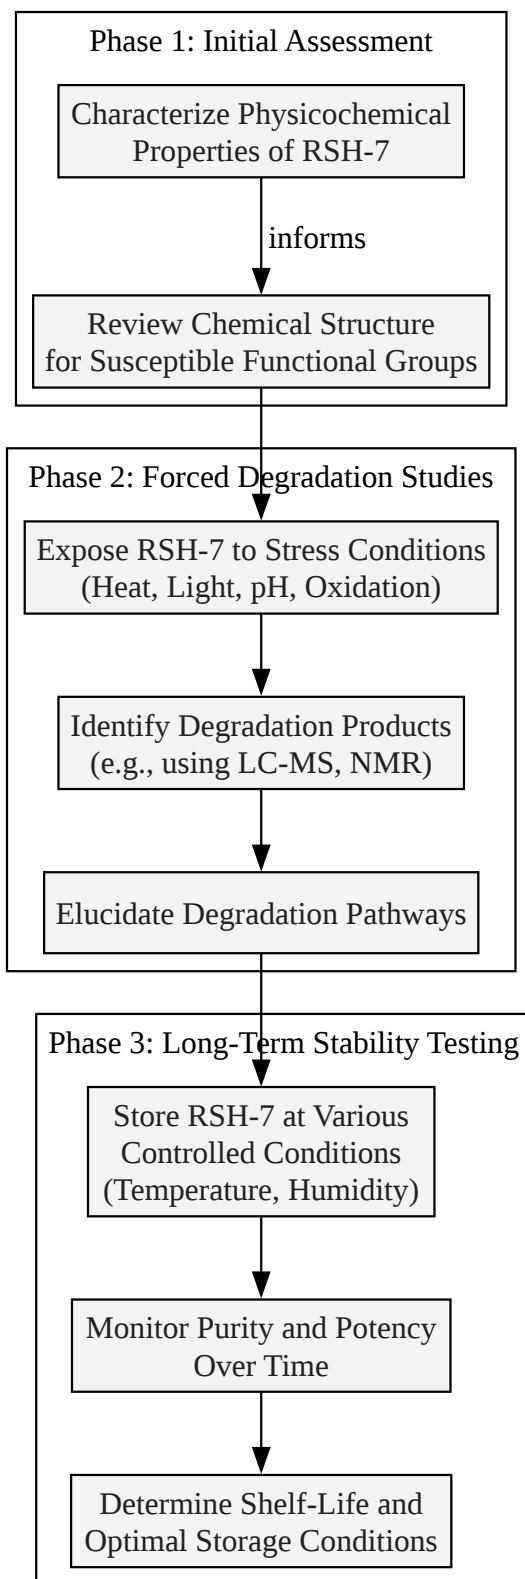 Phase 1: Initial Assessment
Characterize Physicochemical
Properties of RSH-7
informs
Review Chemical Structure
for Susceptible Functional Groups
Phase 2: Forced Degradation Studies
Expose RSH-7 to Stress Conditions
(Heat, Light, pH, Oxidation)
Identify Degradation Products
(e.g., using LC-MS, NMR)
Elucidate Degradation Pathways
Phase 3: Long-Term Stability Testing
Store RSH-7 at Various
Controlled Conditions
(Temperature, Humidity)
Monitor Purity and Potency
Over Time
Determine Shelf-Life and
Optimal Storage Conditions